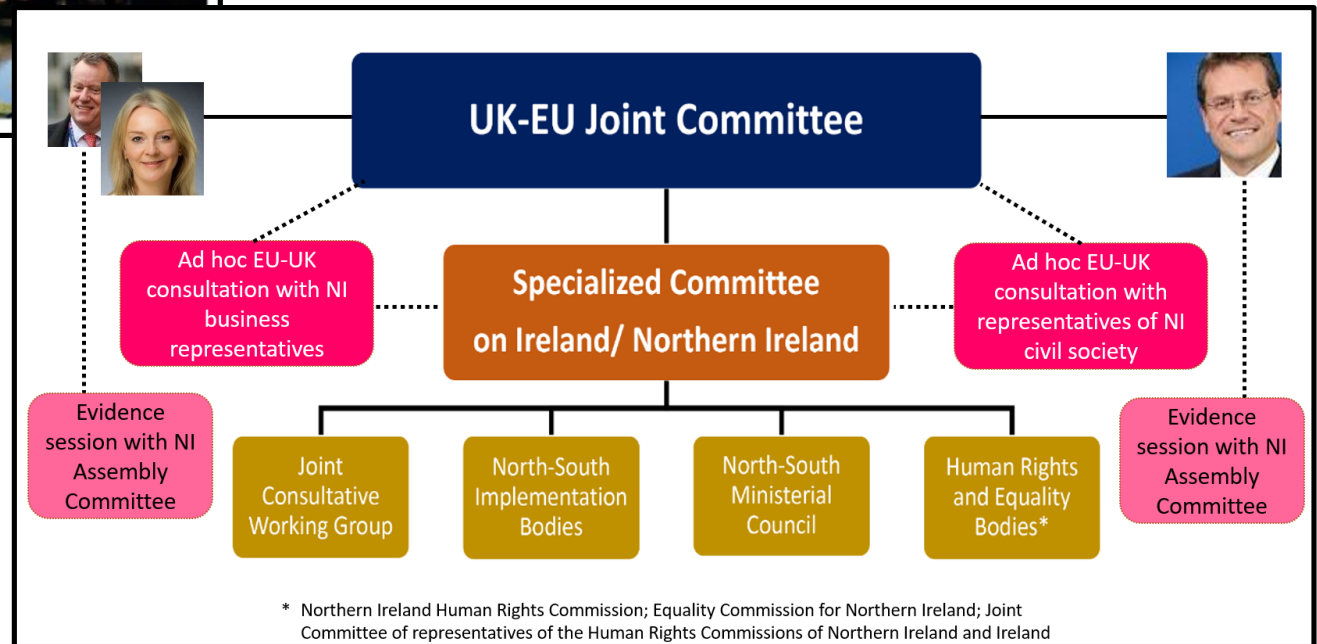 UK-EU Joint Committee
Ad hoc EU-UK
consultation with NI
business
representatives
Specialized Committee
on Ireland/ Northern Ireland
Ad hoc EU-UK
consultation with
representatives of NI
civil society
Evidence
session with NI
Assembly
Committee
Joint
Consultative
Working Group
North-South
Implementation
Bodies
North-South
Ministerial
Council
Human Rights
and Equality
Bodies*
Evidence
session with NI
Assembly
Committee
* Northern Ireland Human Rights Commission; Equality Commission for Northern Ireland; Joint
Committee of representatives of the Human Rights Commissions of Northern Ireland and Ireland